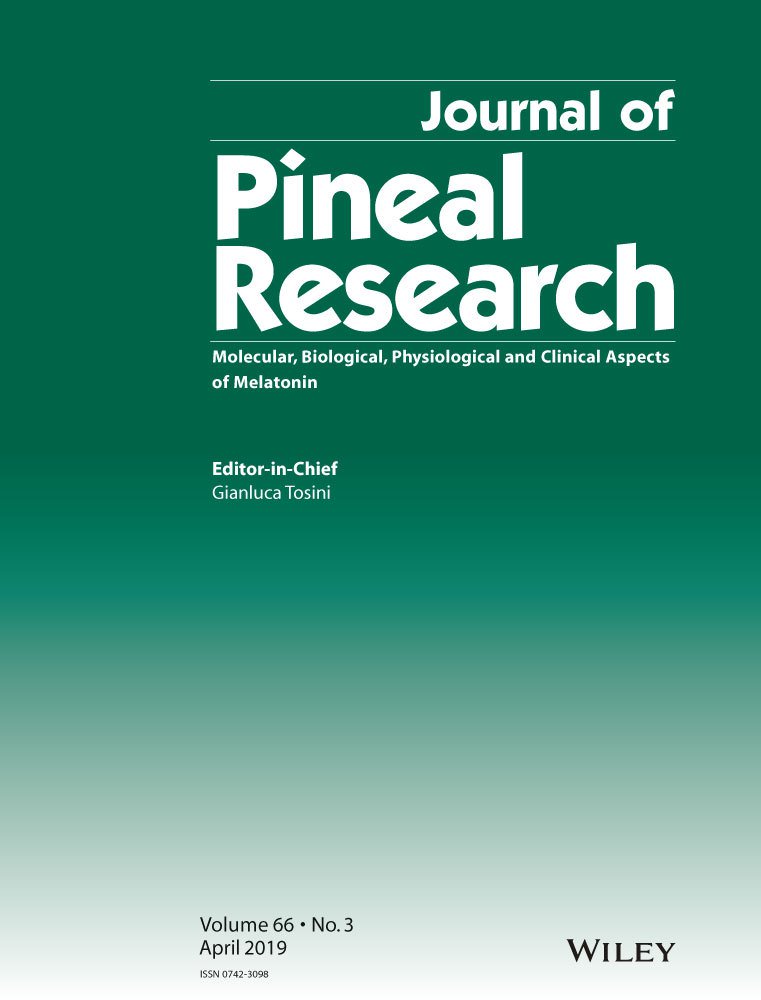 Journal of
Pineal
Research
Molecular, Biological, Physiological and Clinical Aspects
of Melatonin
Editor-in-Chief
Gianluca Tosini
Volume 66 • No. 3
April 2019
ISSN 0742-3098
WILEY